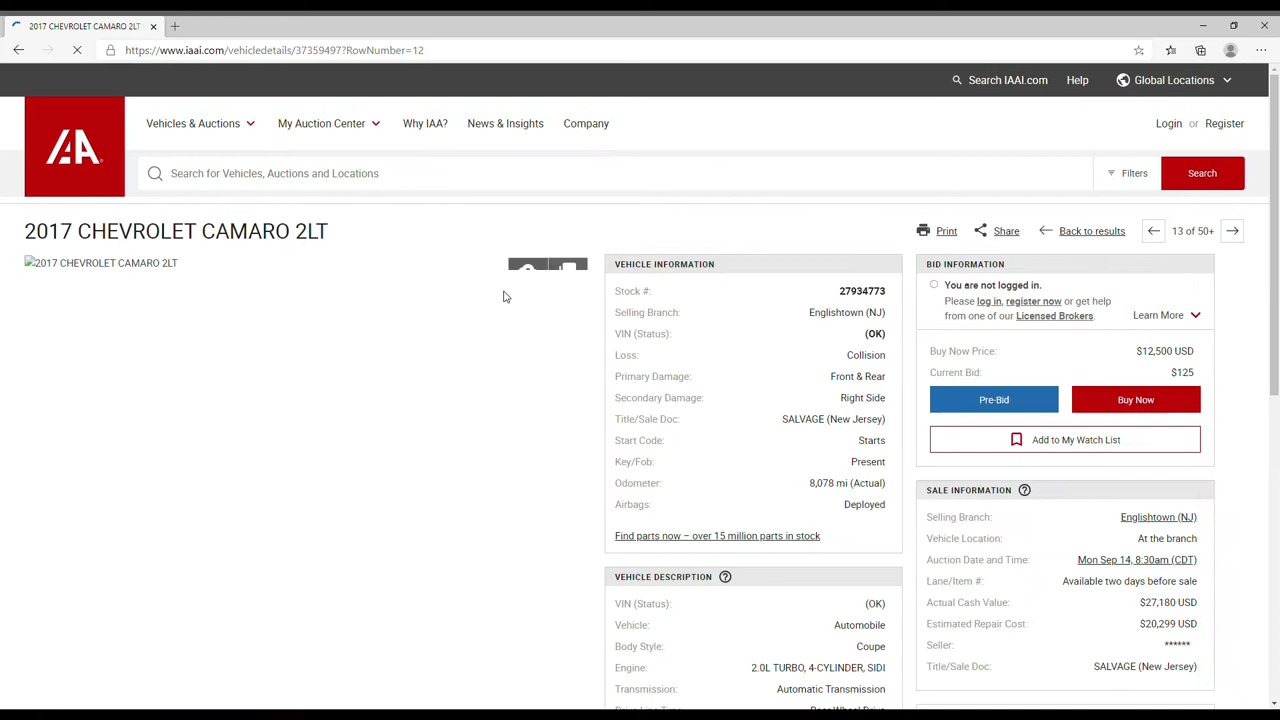 2017 CHEVROLET CAMARO 2LT
https://www.iaai.com/vehicledetails/37359497?RowNumber=12
Search IAAI.com Help Global Locations
IAA
Vehicles & Auctions My Auction Center Why IAA? News & Insights Company Login or Register
Search for Vehicles, Auctions and Locations Filters Search
2017 CHEVROLET CAMARO 2LT Print Share Back to results 13 of 50+
2017 CHEVROLET CAMARO 2LT
VEHICLE INFORMATION
Stock #: 27934773
Selling Branch: Englishtown (NJ)
VIN (Status): (OK)
Loss: Collision
Primary Damage: Front & Rear
Secondary Damage: Right Side
Title/Sale Doc: SALVAGE (New Jersey)
Start Code: Starts
Key/Fob: Present
Odometer: 8,078 mi (Actual)
Airbags: Deployed
Find parts now – over 15 million parts in stock
VEHICLE DESCRIPTION
VIN (Status): (OK)
Vehicle: Automobile
Body Style: Coupe
Engine: 2.0L TURBO, 4-CYLINDER, SIDI
Transmission: Automatic Transmission
BID INFORMATION
You are not logged in.
Please log in, register now or get help
from one of our Licensed Brokers. Learn More
Buy Now Price: $12,500 USD
Current Bid: $125
Pre-Bid Buy Now
Add to My Watch List
SALE INFORMATION
Selling Branch: Englishtown (NJ)
Vehicle Location: At the branch
Auction Date and Time: Mon Sep 14, 8:30am (CDT)
Lane/Item #: Available two days before sale
Actual Cash Value: $27,180 USD
Estimated Repair Cost: $20,299 USD
Seller: ******
Title/Sale Doc: SALVAGE (New Jersey)